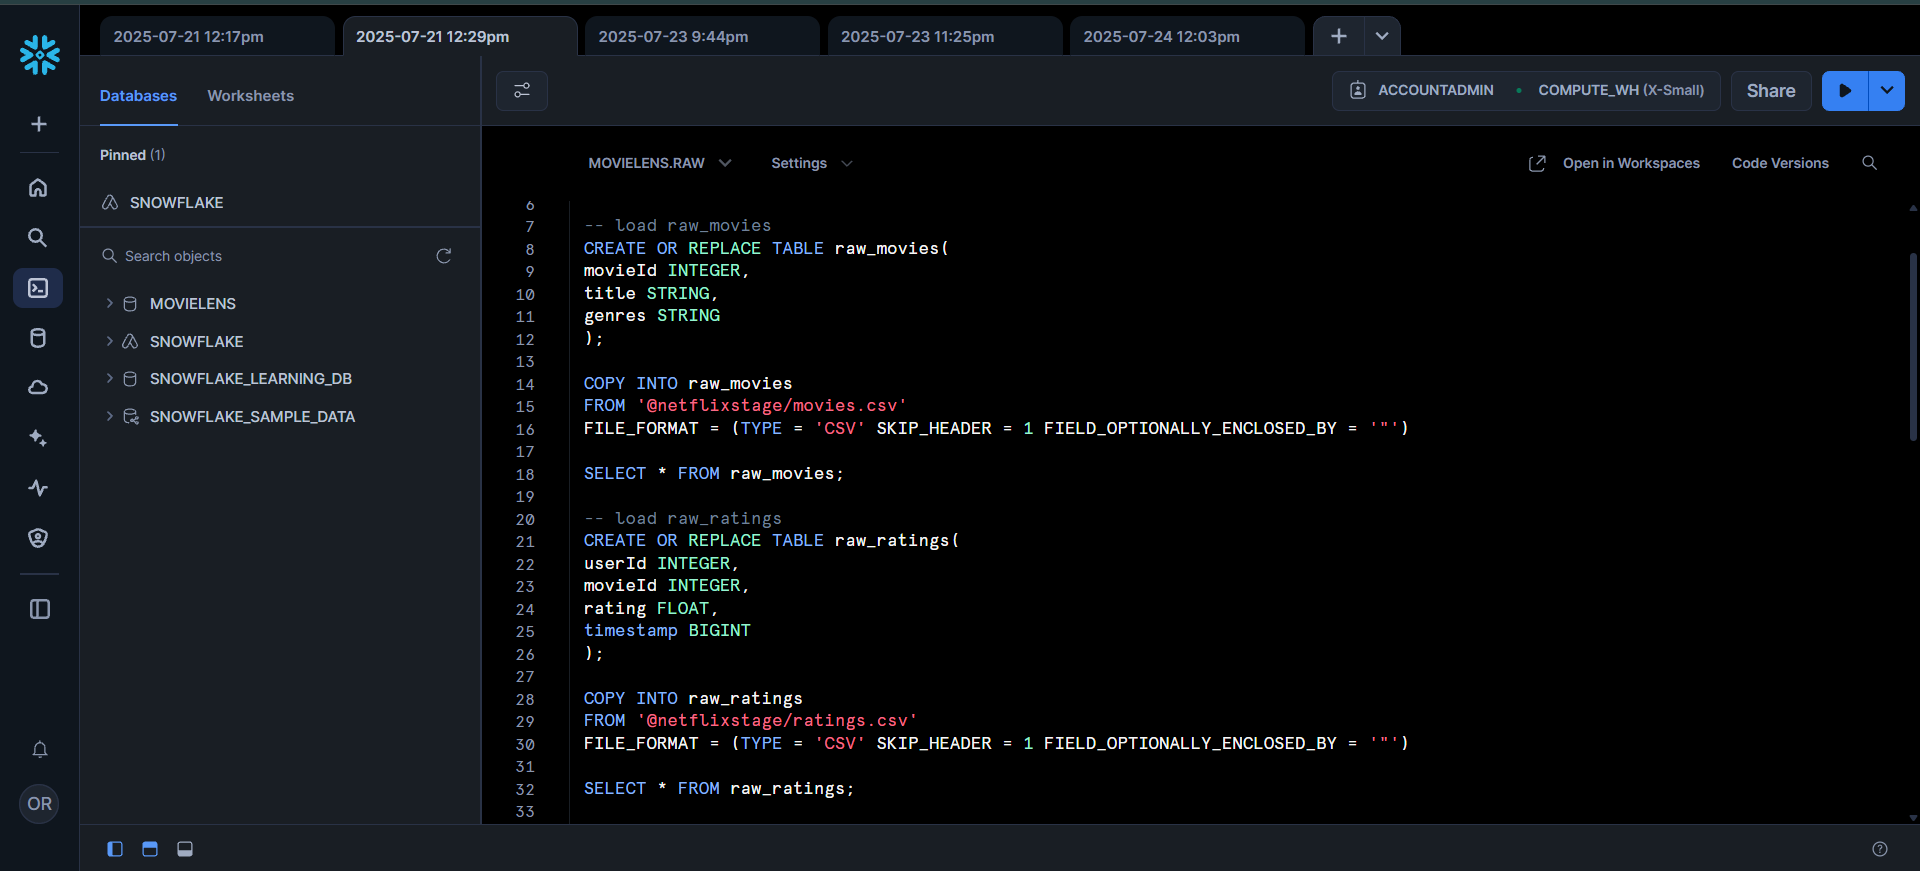 2025-07-21 12:17pm
2025-07-21 12:29pm
2025-07-23 9:44pm
2025-07-23 11:25pm
2025-07-24 12:03pm
Databases
Worksheets
ACCOUNTADMIN
COMPUTE_WH (X-Small)
Share
Pinned (1)
SNOWFLAKE
Search objects
MOVIELENS
SNOWFLAKE
SNOWFLAKE_LEARNING_DB
SNOWFLAKE_SAMPLE_DATA
OR
MOVIELENS.RAW
Settings
Open in Workspaces
Code Versions
6
7 -- load raw_movies
8 CREATE OR REPLACE TABLE raw_movies(
9 movieId INTEGER,
10 title STRING,
11 genres STRING
12 );
13
14 COPY INTO raw_movies
15 FROM '@netflixstage/movies.csv'
16 FILE_FORMAT = (TYPE = 'CSV' SKIP_HEADER = 1 FIELD_OPTIONALLY_ENCLOSED_BY = '"')
17
18 SELECT * FROM raw_movies;
19
20 -- load raw_ratings
21 CREATE OR REPLACE TABLE raw_ratings(
22 userId INTEGER,
23 movieId INTEGER,
24 rating FLOAT,
25 timestamp BIGINT
26 );
27
28 COPY INTO raw_ratings
29 FROM '@netflixstage/ratings.csv'
30 FILE_FORMAT = (TYPE = 'CSV' SKIP_HEADER = 1 FIELD_OPTIONALLY_ENCLOSED_BY = '"')
31
32 SELECT * FROM raw_ratings;
33